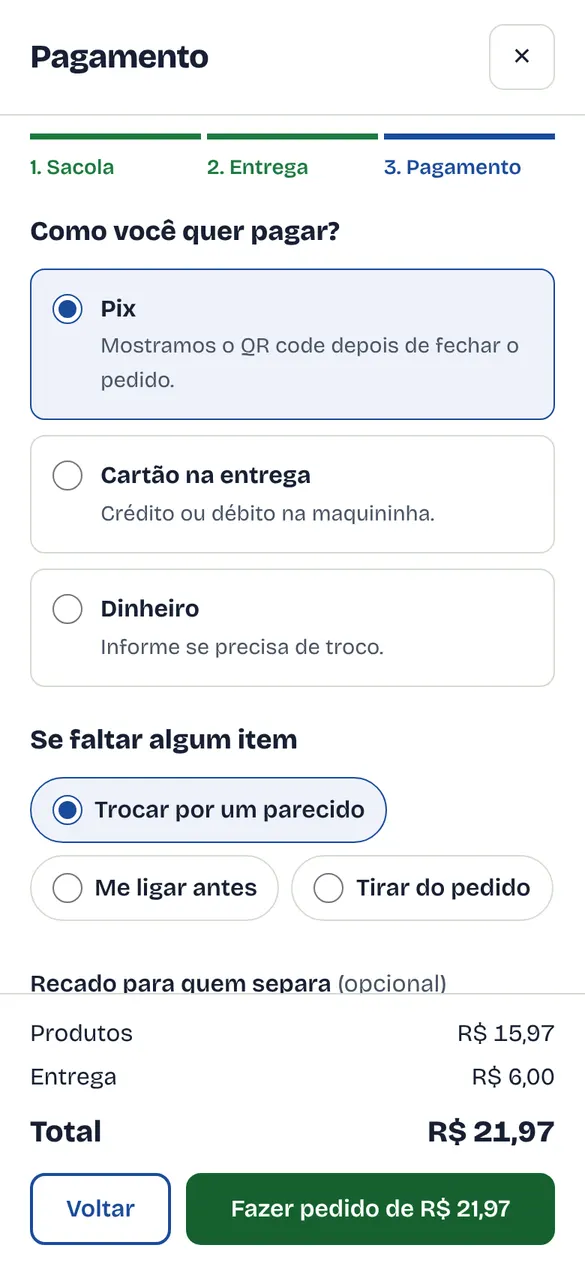 Pagamento
×
1. Sacola
2. Entrega
3. Pagamento
Como você quer pagar?
Pix
Mostramos o QR code depois de fechar o
pedido.
Cartão na entrega
Crédito ou débito na maquininha.
Dinheiro
Informe se precisa de troco.
Se faltar algum item
Trocar por um parecido
Me ligar antes
Tirar do pedido
Recado para quem separa (opcional)
Produtos R$ 15,97
Entrega R$ 6,00
Total R$ 21,97
Voltar
Fazer pedido de R$ 21,97